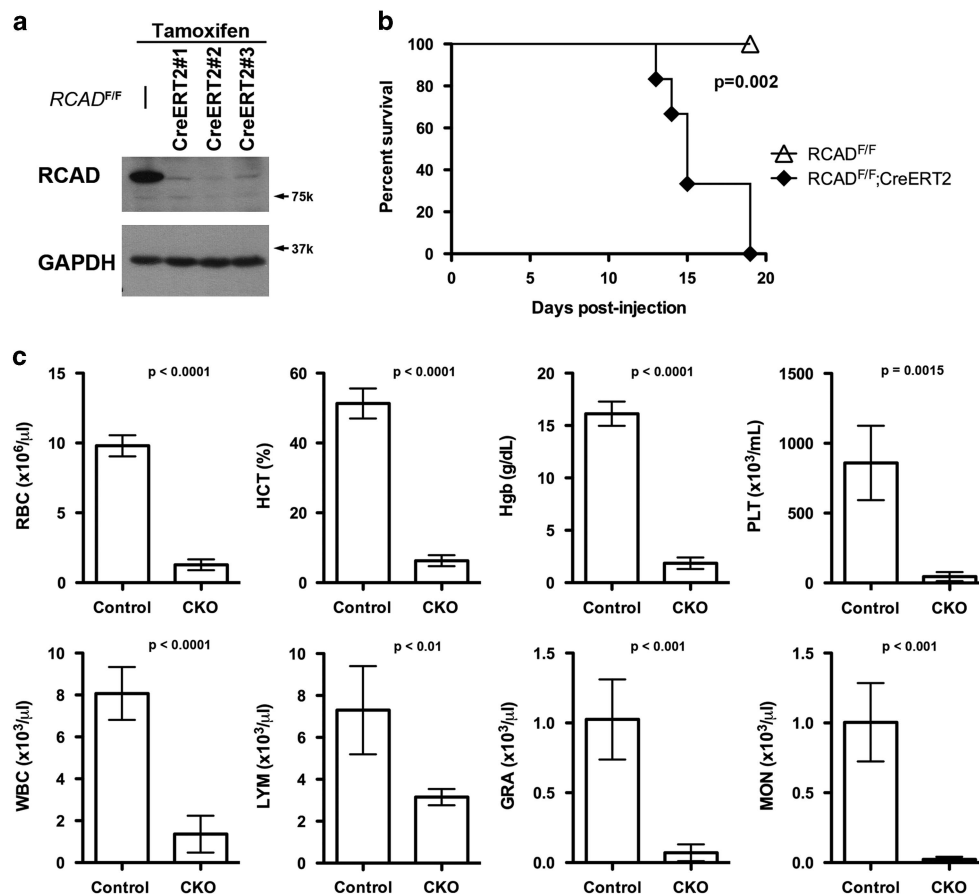 a
Tamoxifen
RCAD^F/F
–
CreERT2#1
CreERT2#2
CreERT2#3
RCAD
75k
GAPDH
37k
b
Percent survival
100
80
60
40
20
0
0 5 10 15 20
Days post-injection
p=0.002
RCAD^F/F
RCAD^F/F;CreERT2
c
p < 0.0001
RBC (x10^6/µl)
15
10
5
0
Control CKO
p < 0.0001
HCT (%)
60
40
20
0
Control CKO
p < 0.0001
Hgb (g/dL)
20
15
10
5
0
Control CKO
p = 0.0015
PLT (x10^3/mL)
1500
1000
500
0
Control CKO
p < 0.0001
WBC (x10^3/µl)
10
8
6
4
2
0
Control CKO
p < 0.01
LYM (x10^3/µl)
10
8
6
4
2
0
Control CKO
p < 0.001
GRA (x10^3/µl)
1.5
1.0
0.5
0.0
Control CKO
p < 0.001
MON (x10^3/µl)
1.5
1.0
0.5
0.0
Control CKO